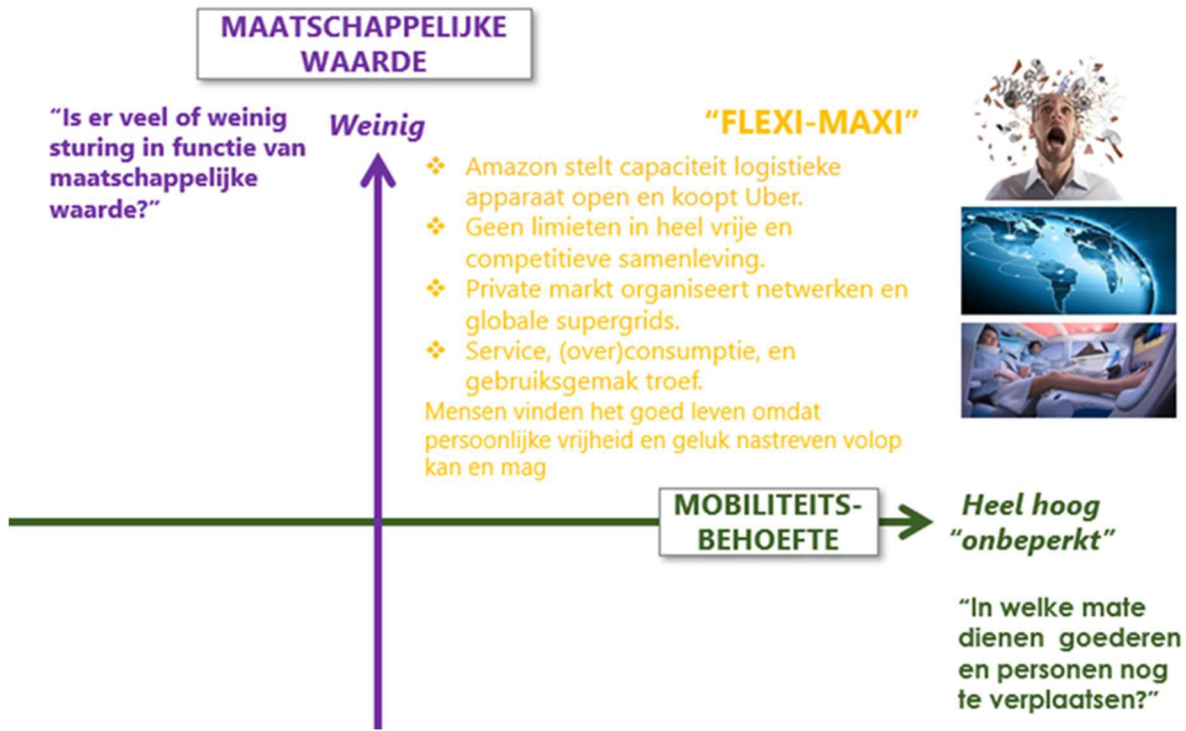 MAATSCHAPPELIJKE
WAARDE
“Is er veel of weinig
sturing in functie van
maatschappelijke
waarde?”
Weinig
“FLEXI-MAXI”
❖ Amazon stelt capaciteit logistieke
apparaat open en koopt Uber.
❖ Geen limieten in heel vrije en
competitieve samenleving.
❖ Private markt organiseert netwerken en
globale supergrids.
❖ Service, (over)consumptie, en
gebruiksgemak troef.
Mensen vinden het goed leven omdat
persoonlijke vrijheid en geluk nastreven volop
kan en mag
MOBILITEITS-
BEHOEFTE
Heel hoog
“onbeperkt”
“In welke mate
dienen goederen
en personen nog
te verplaatsen?”